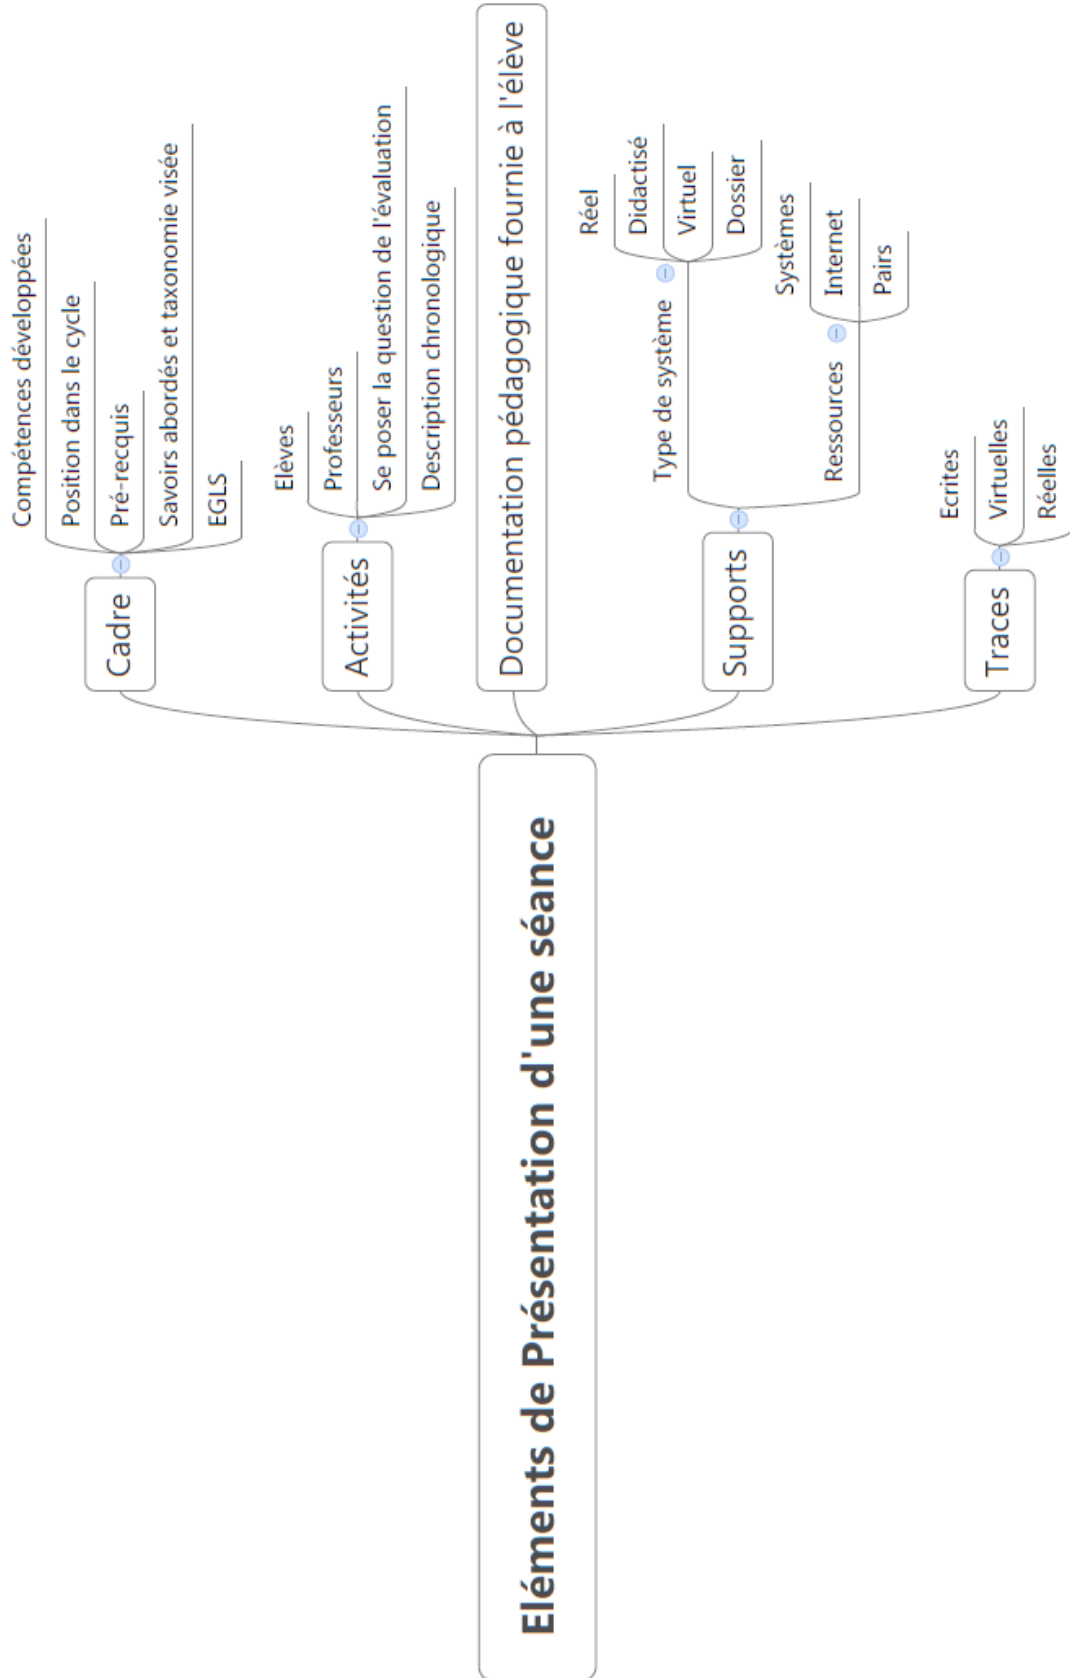 Eléments de Présentation d'une séance
Cadre
Compétences développées
Position dans le cycle
Pré-recquis
Savoirs abordés et taxonomie visée
EGLS
Activités
Elèves
Professeurs
Se poser la question de l'évaluation
Description chronologique
Documentation pédagogique fournie à l'élève
Supports
Type de système
Réel
Didactisé
Virtuel
Dossier
Ressources
Systèmes
Internet
Pairs
Traces
Ecrites
Virtuelles
Réelles